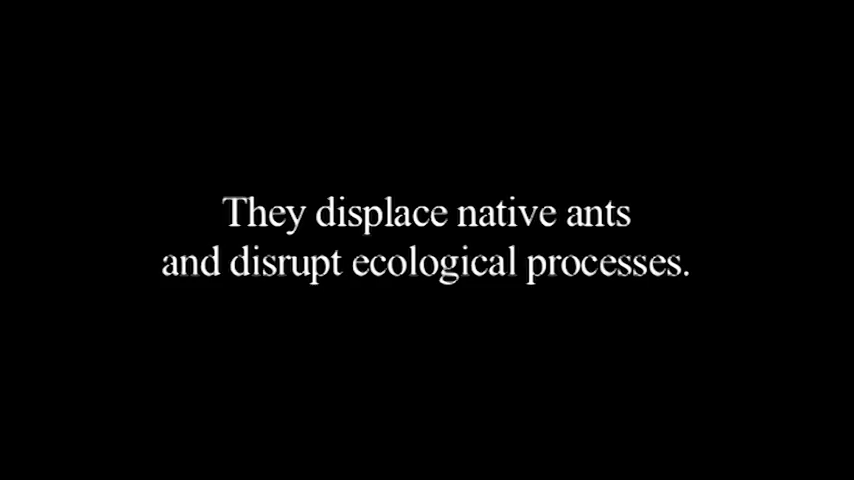 They displace native ants
and disrupt ecological processes.